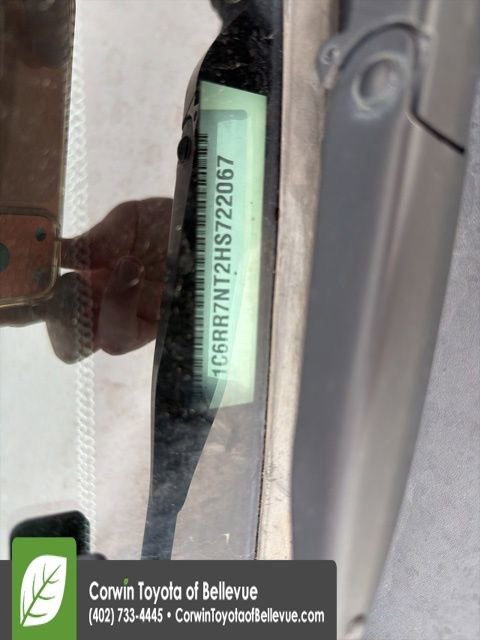 1C6RR7NT2HS722067
Corwin Toyota of Bellevue
(402) 733-4445 • CorwinToyotaofBellevue.com